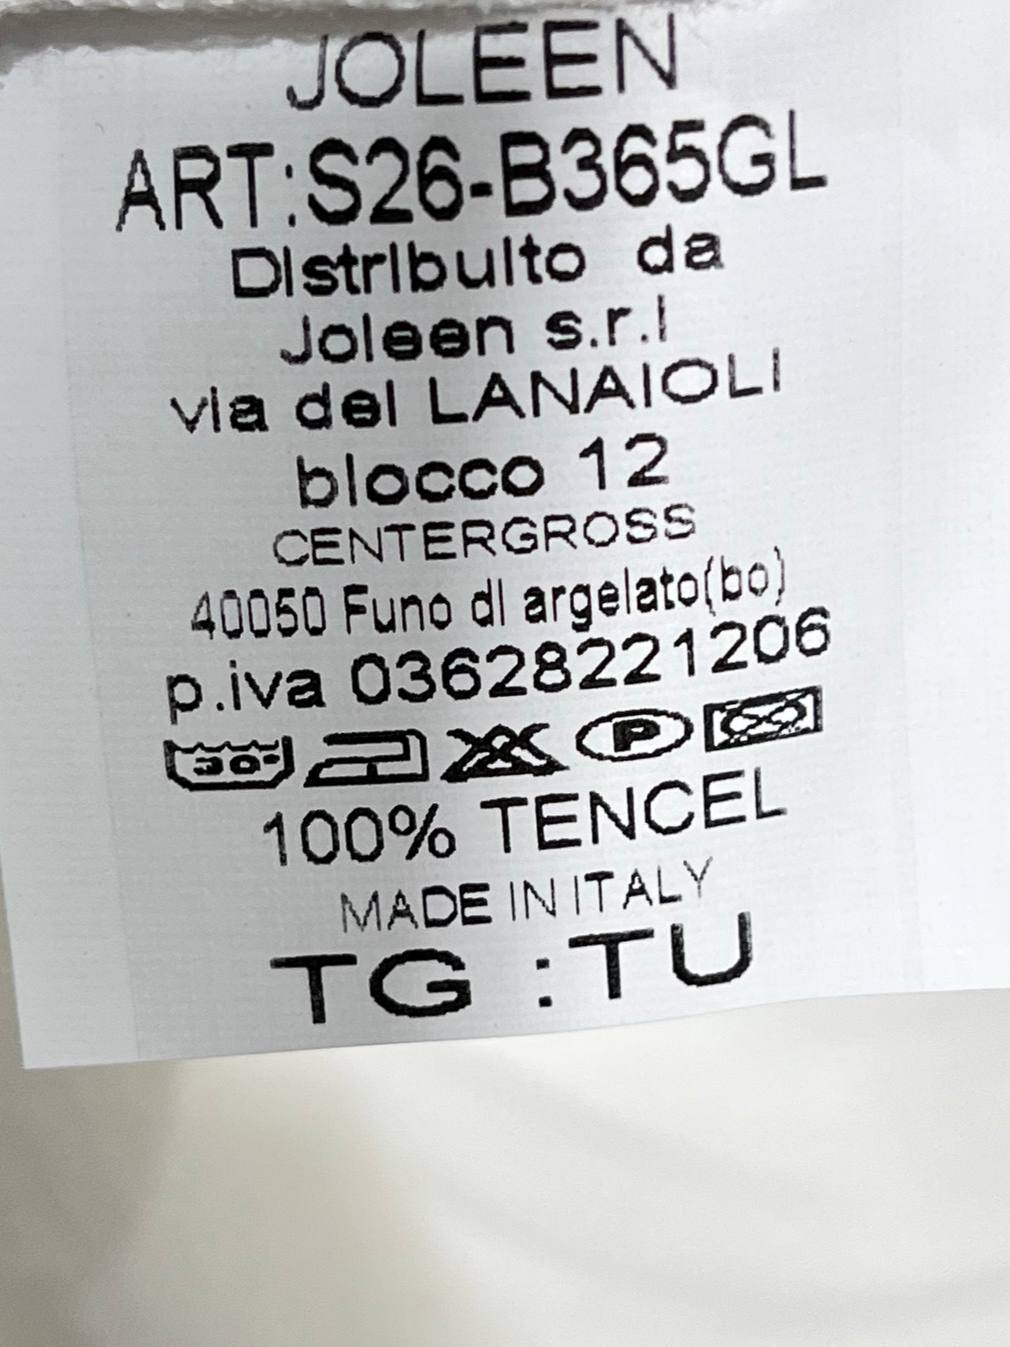 JOLEEN
ART:S26-B365GL
Distribuito da
Joleen s.r.l
via dei LANAIOLI
blocco 12
CENTERGROSS
40050 Funo di argelato(bo)
p.iva 03628221206
30° P
100% TENCEL
MADE IN ITALY
TG :TU